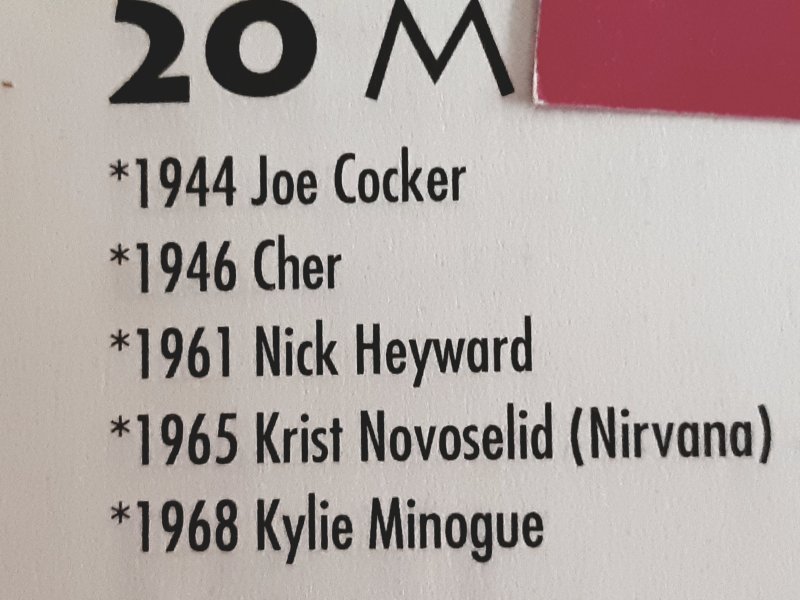 20 M
*1944 Joe Cocker
*1946 Cher
*1961 Nick Heyward
*1965 Krist Novoselid (Nirvana)
*1968 Kylie Minogue